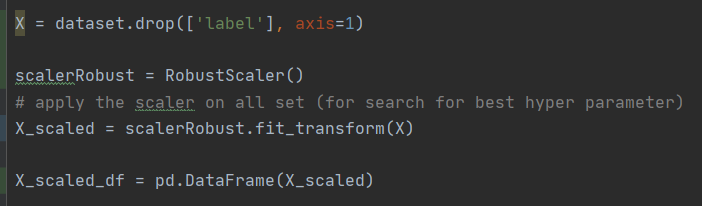 X = dataset.drop(['label'], axis=1)
scalerRobust = RobustScaler()
# apply the scaler on all set (for search for best hyper parameter)
X_scaled = scalerRobust.fit_transform(X)
X_scaled_df = pd.DataFrame(X_scaled)